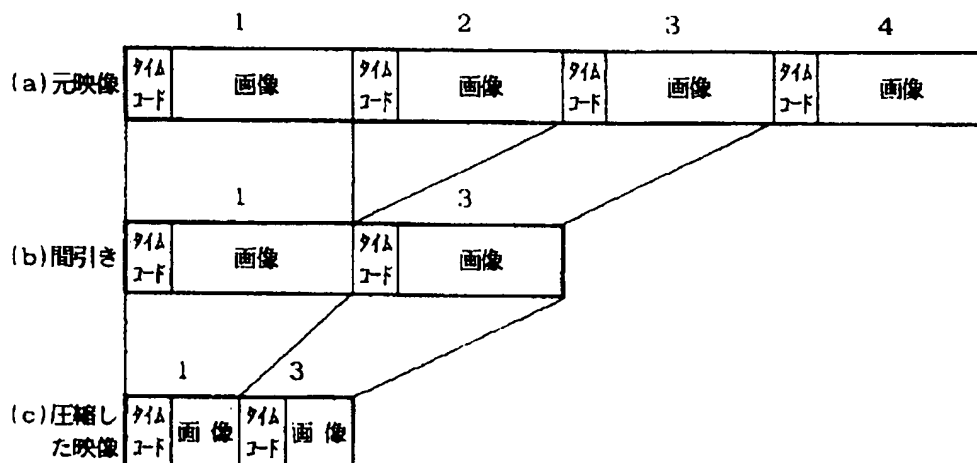 1 2 3 4
(a)元映像 ﾀｲﾑ 画像 ﾀｲﾑ 画像 ﾀｲﾑ 画像 ﾀｲﾑ 画像
ｺｰﾄﾞ ｺｰﾄﾞ ｺｰﾄﾞ ｺｰﾄﾞ
1 3
(b)間引き ﾀｲﾑ 画像 ﾀｲﾑ 画像
ｺｰﾄﾞ ｺｰﾄﾞ
1 3
(c)圧縮し ﾀｲﾑ 画像 ﾀｲﾑ 画像
た映像 ｺｰﾄﾞ ｺｰﾄﾞ